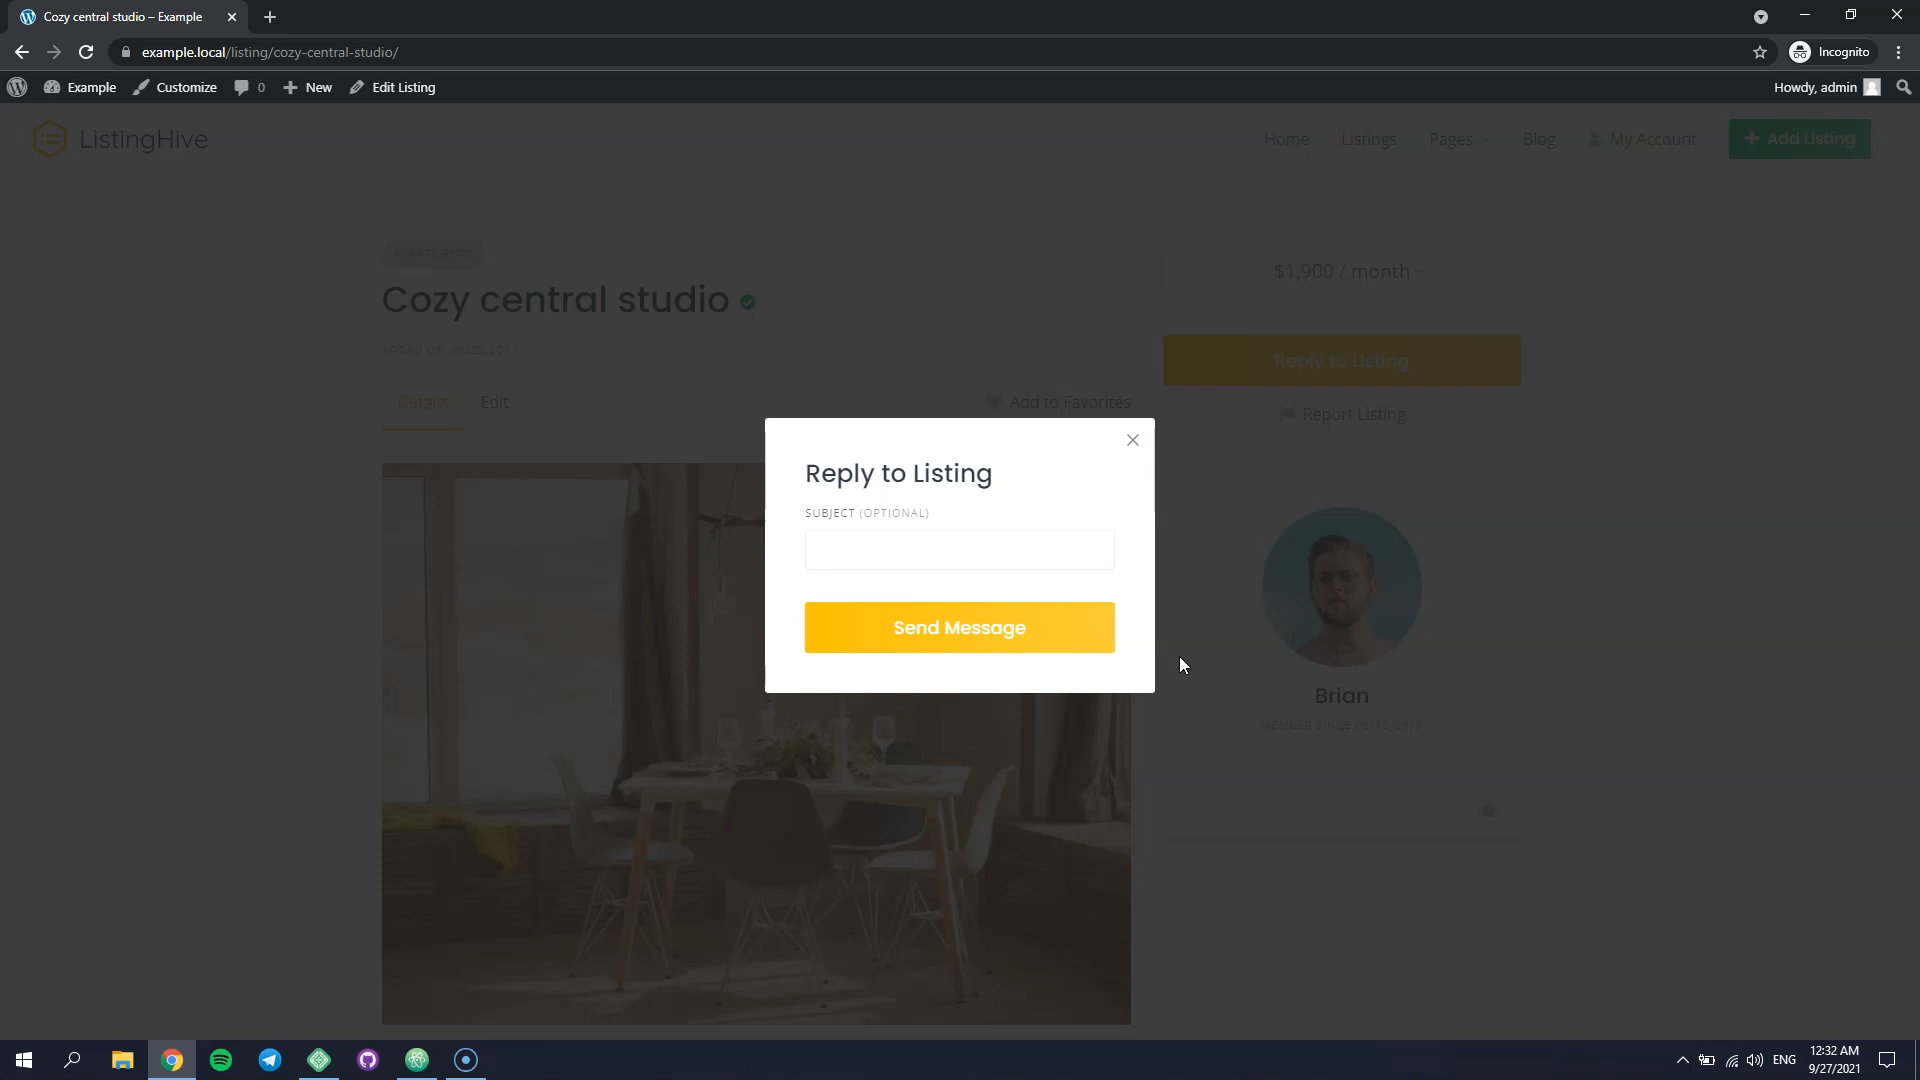 Cozy central studio – Example
example.local/listing/cozy-central-studio/
Incognito
Example
Customize
0
New
Edit Listing
Howdy, admin
ListingHive
Home
Listings
Pages
Blog
My Account
Add Listing
Cozy central studio
$1,900 / month
Reply to Listing
Details
Edit
Add to Favorites
Report Listing
Reply to Listing
SUBJECT (OPTIONAL)
Send Message
Brian
ENG
12:32 AM
9/27/2021